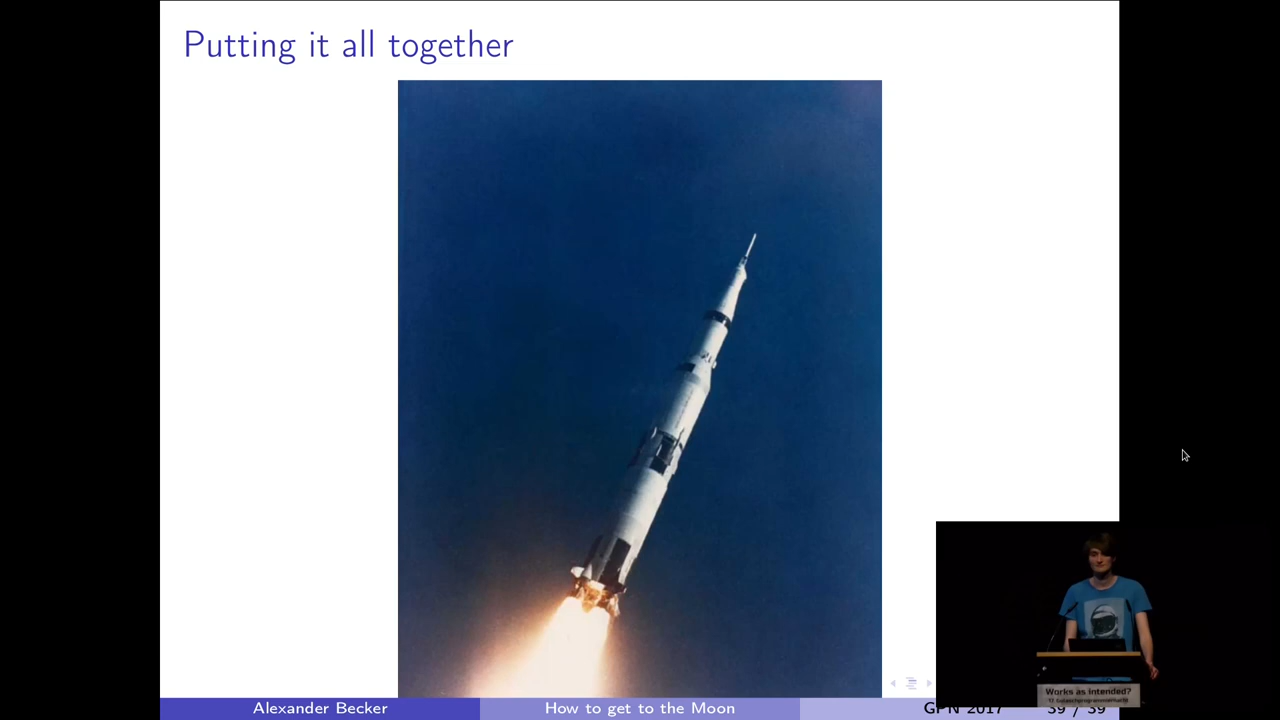 Putting it all together
Works as intended?
Alexander Becker
How to get to the Moon
GPN 2017
39 / 39